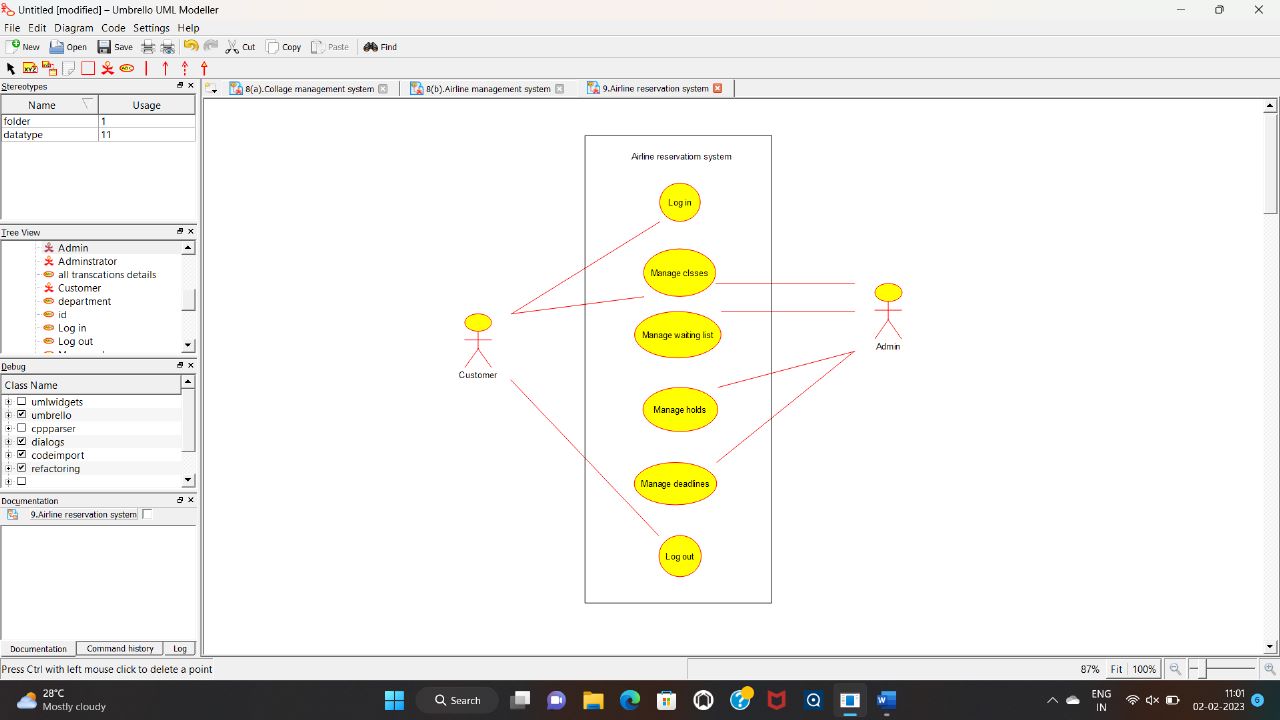 Untitled [modified] – Umbrello UML Modeller
File Edit Diagram Code Settings Help
New Open Save Cut Copy Paste Find
Stereotypes
Name Usage
folder 1
datatype 11
Tree View
Admin
Adminstrator
all transcations details
Customer
department
id
Log in
Log out
Debug
Class Name
umlwidgets
umbrello
cppparser
dialogs
codeimport
refactoring
Documentation
9.Airline reservation system
Documentation Command history Log
8(a).Collage management system 8(b).Airline management system 9.Airline reservation system
Airline reservatiom system
Log in
Manage clsses
Manage waiting list
Manage holds
Manage deadlines
Log out
Customer
Admin
Press Ctrl with left mouse click to delete a point
87% Fit 100%
28°C
Mostly cloudy
Search
ENG
IN
11:01
02-02-2023
6